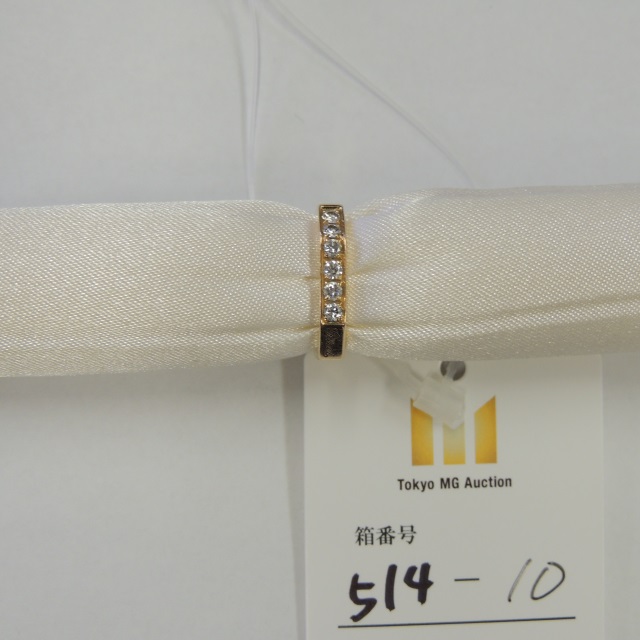 Tokyo MG Auction
箱番号
514 - 10